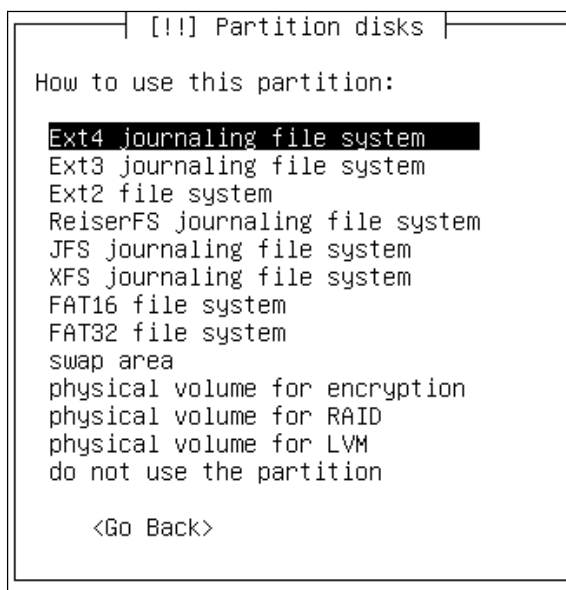 [!!] Partition disks
How to use this partition:
Ext4 journaling file system
Ext3 journaling file system
Ext2 file system
ReiserFS journaling file system
JFS journaling file system
XFS journaling file system
FAT16 file system
FAT32 file system
swap area
physical volume for encryption
physical volume for RAID
physical volume for LVM
do not use the partition
<Go Back>